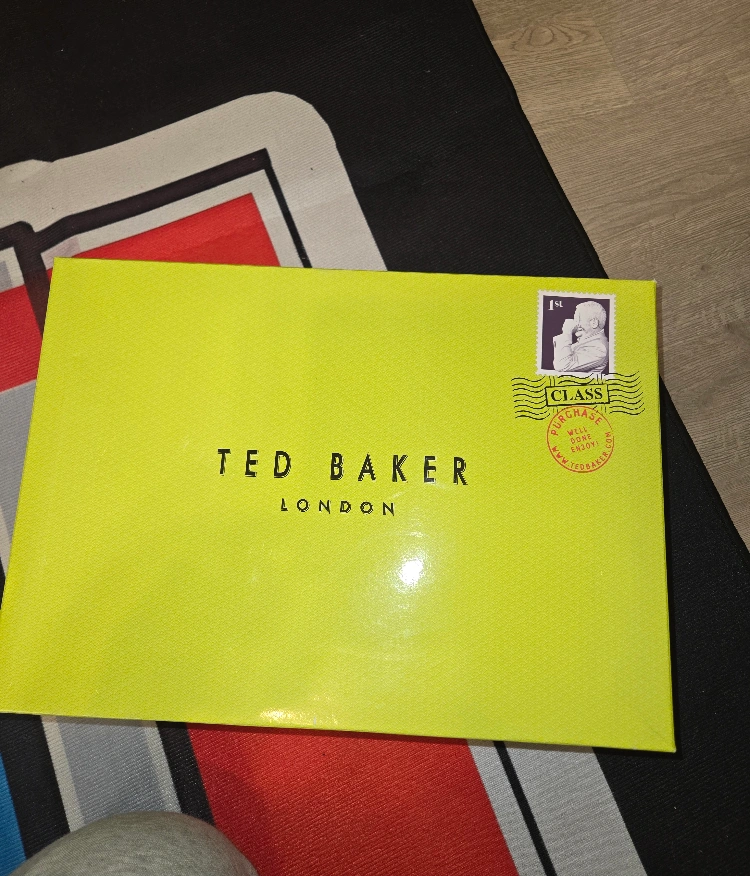 1st
CLASS
PURCHASE
WELL
DONE
ENJOY!
WWW.TEDBAKER.COM
TED BAKER
LONDON